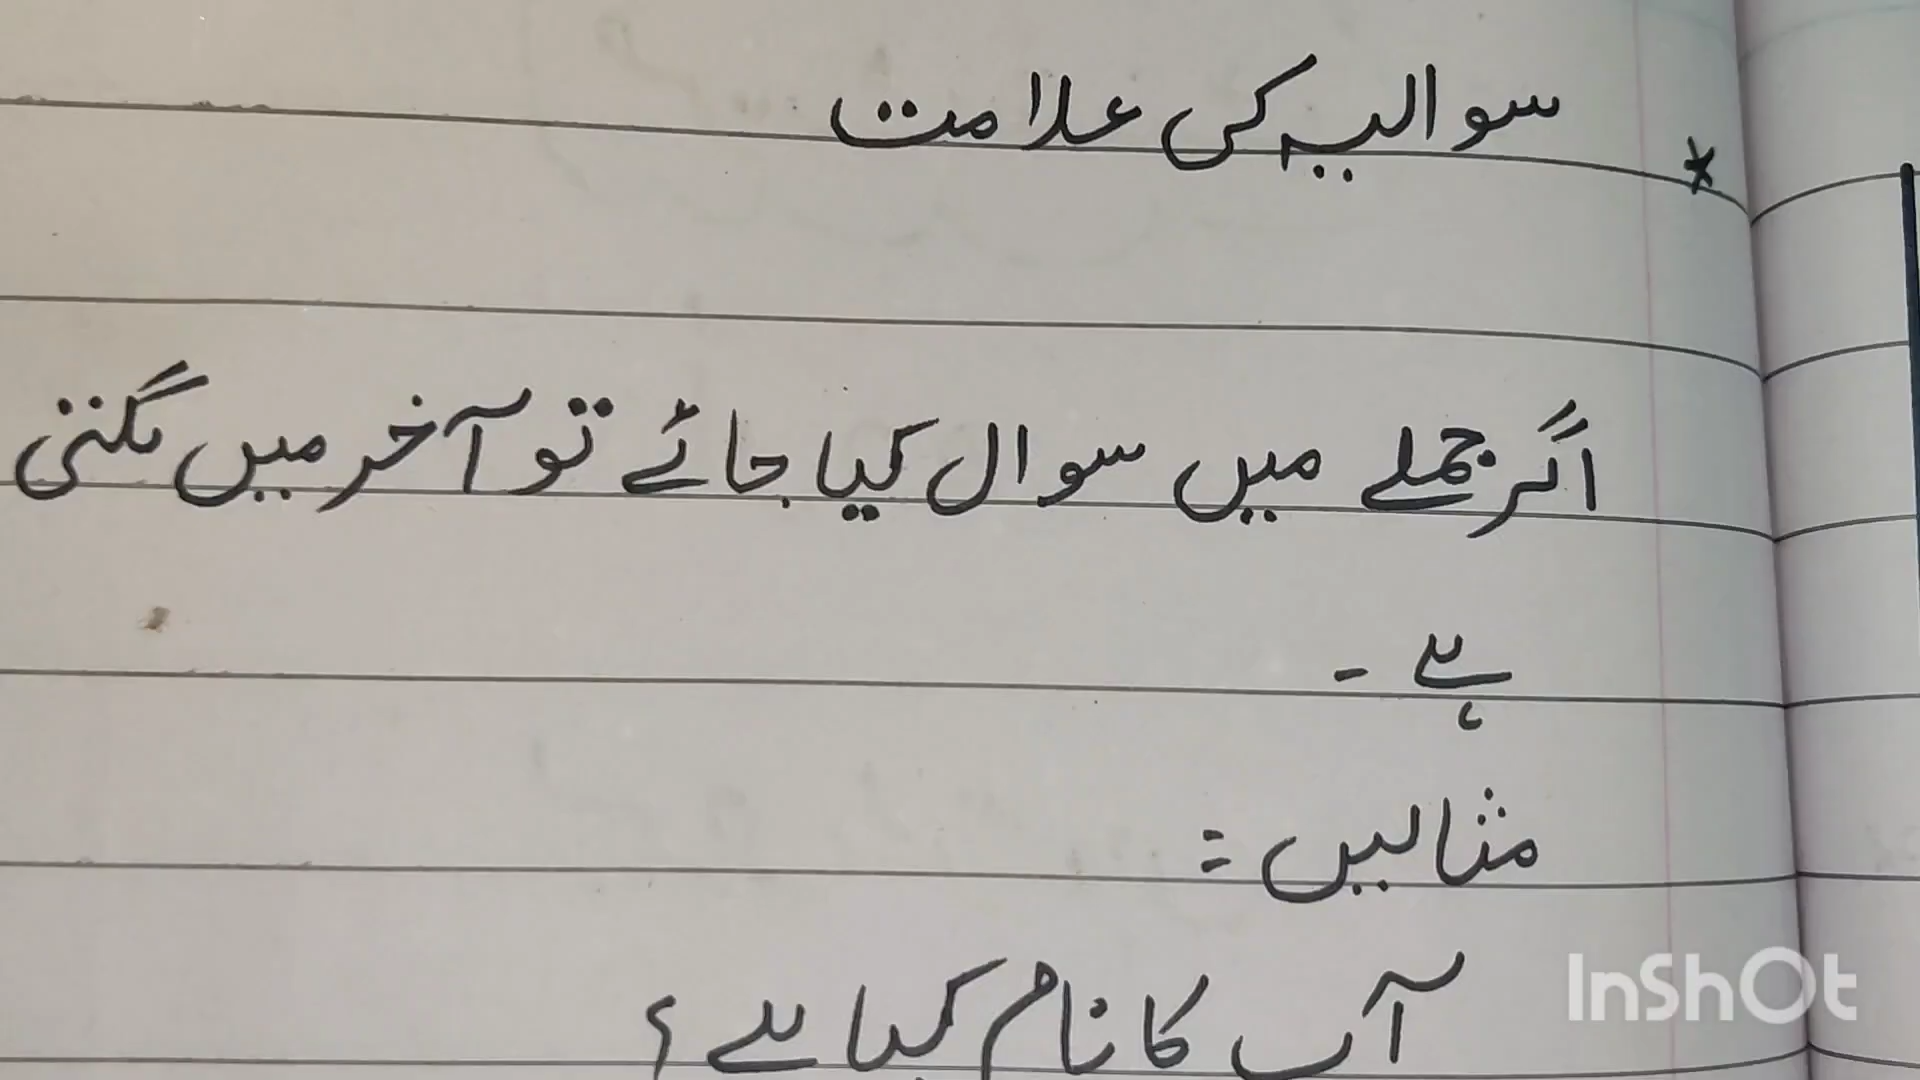 سوالیہ کی علامت
*
اگر جملے میں سوال کیا جائے تو آخر میں لگتی
ہے ۔
مثالیں :
آپ کا نام کیا ہے ؟
InShOt